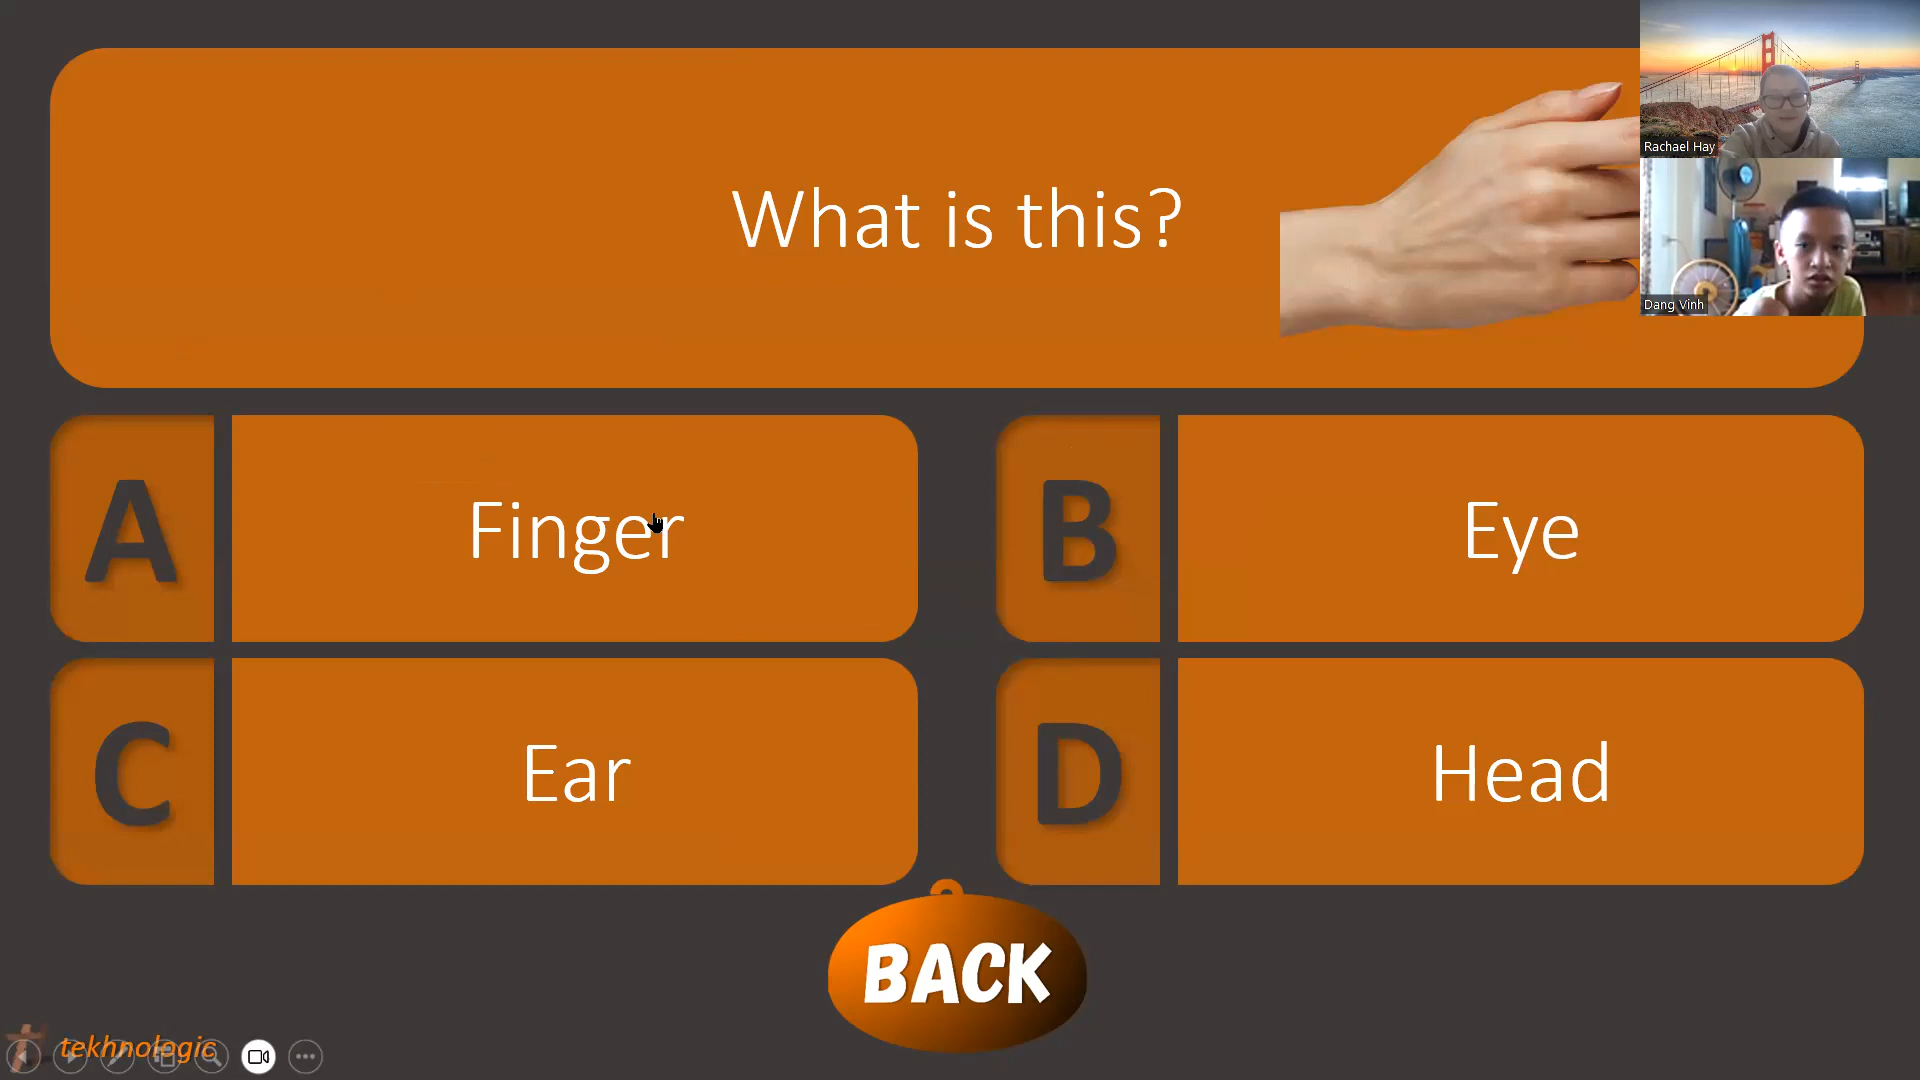 What is this?
Rachael Hay
Dang Vinh
A
Finger
B
Eye
C
Ear
D
Head
BACK
tekhnologic